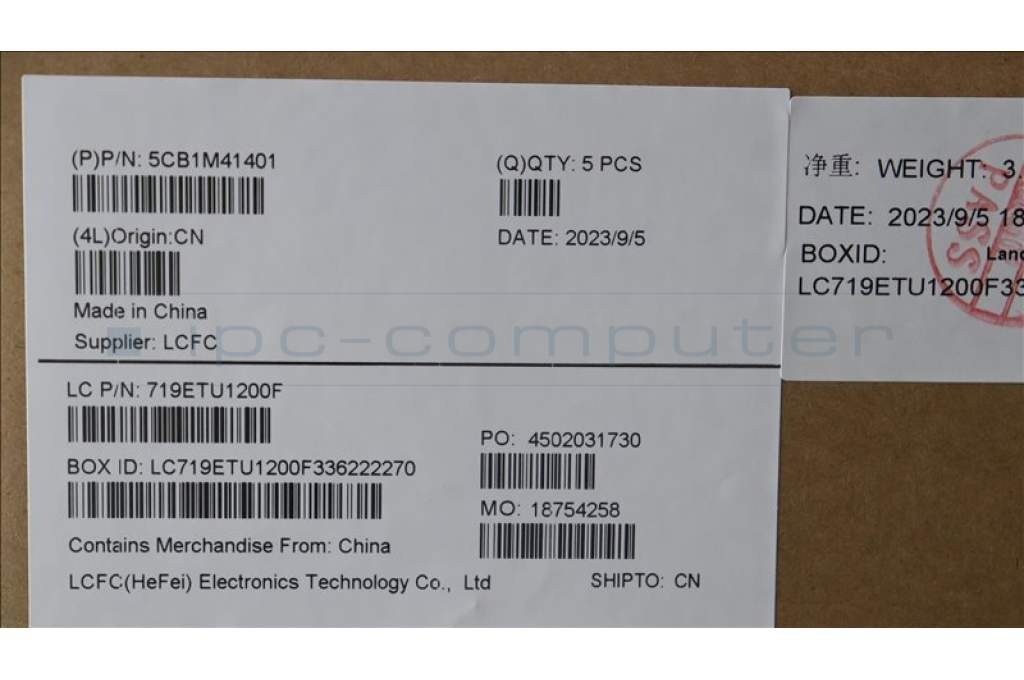 (P)P/N: 5CB1M41401
(Q)QTY: 5 PCS
(4L)Origin:CN
DATE: 2023/9/5
Made in China
Supplier: LCFC
LC P/N: 719ETU1200F
PO: 4502031730
BOX ID: LC719ETU1200F336222270
MO: 18754258
Contains Merchandise From: China
LCFC(HeFei) Electronics Technology Co., Ltd
SHIPTO: CN
净重: WEIGHT: 3.
DATE: 2023/9/5 18
BOXID:
LC719ETU1200F33
PASS
ipc-computer